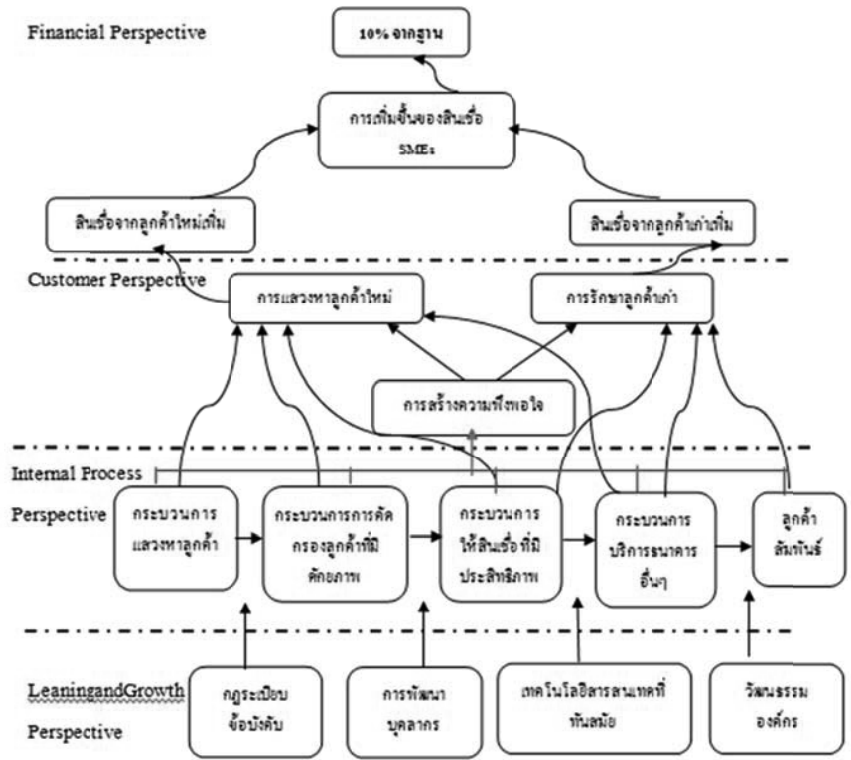 Financial Perspective
10% จากฐาน
การเพิ่มขึ้นของสินเชื่อ
SMEs
สินเชื่อจากลูกค้าใหม่เพิ่ม
สินเชื่อจากลูกค้าเก่าเพิ่ม
Customer Perspective
การแสวงหาลูกค้าใหม่
การรักษาลูกค้าเก่า
การสร้างความพึงพอใจ
Internal Process
Perspective
กระบวนการ
แสวงหาลูกค้า
กระบวนการการคัด
กรองลูกค้าที่มี
ศักยภาพ
กระบวนการ
ให้สินเชื่อที่มี
ประสิทธิภาพ
กระบวนการ
บริการธนาคาร
อื่นๆ
ลูกค้า
สัมพันธ์
LeaningandGrowth
Perspective
กฎระเบียบ
ข้อบังคับ
การพัฒนา
บุคลากร
เทคโนโลยีสารสนเทศที่
ทันสมัย
วัฒนธรรม
องค์กร